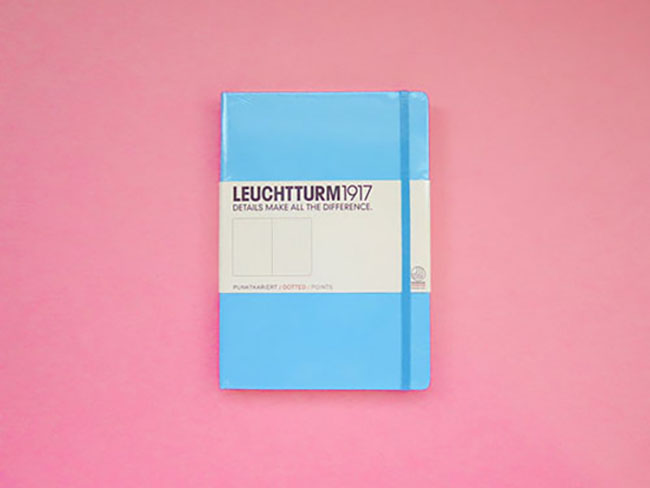 LEUCHTTURM1917
DETAILS MAKE ALL THE DIFFERENCE.
PUNKTKARIERT / DOTTED / POINTS